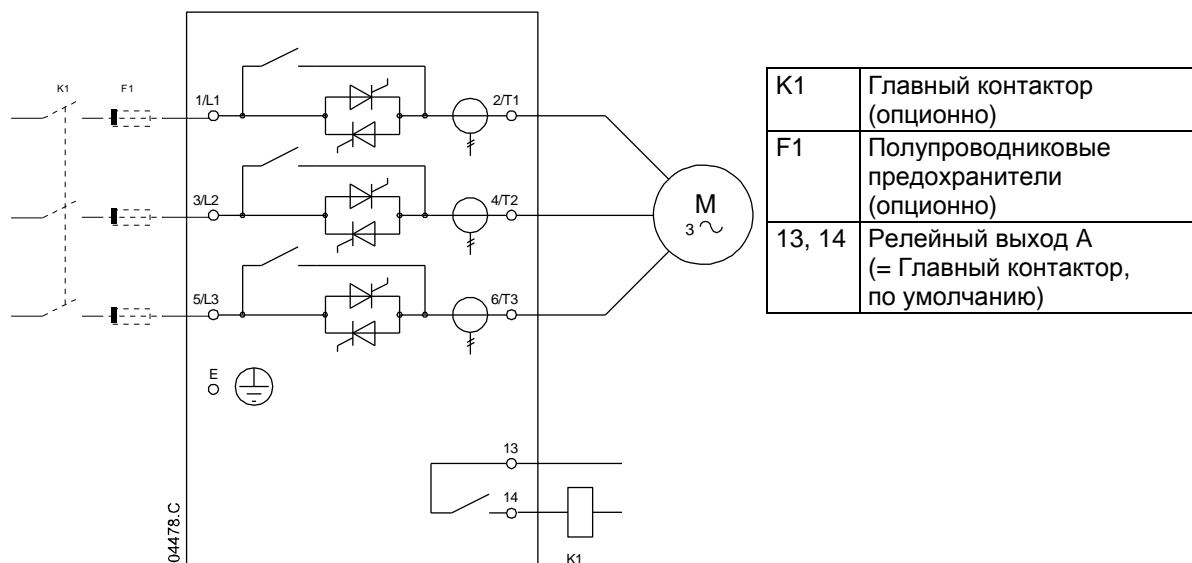 K1
F1
1/L1
2/T1
3/L2
4/T2
5/L3
6/T3
M
3
E
13
14
K1
04478.C
K1 Главный контактор
(опционно)
F1 Полупроводниковые
предохранители
(опционно)
13, 14 Релейный выход А
(= Главный контактор,
по умолчанию)